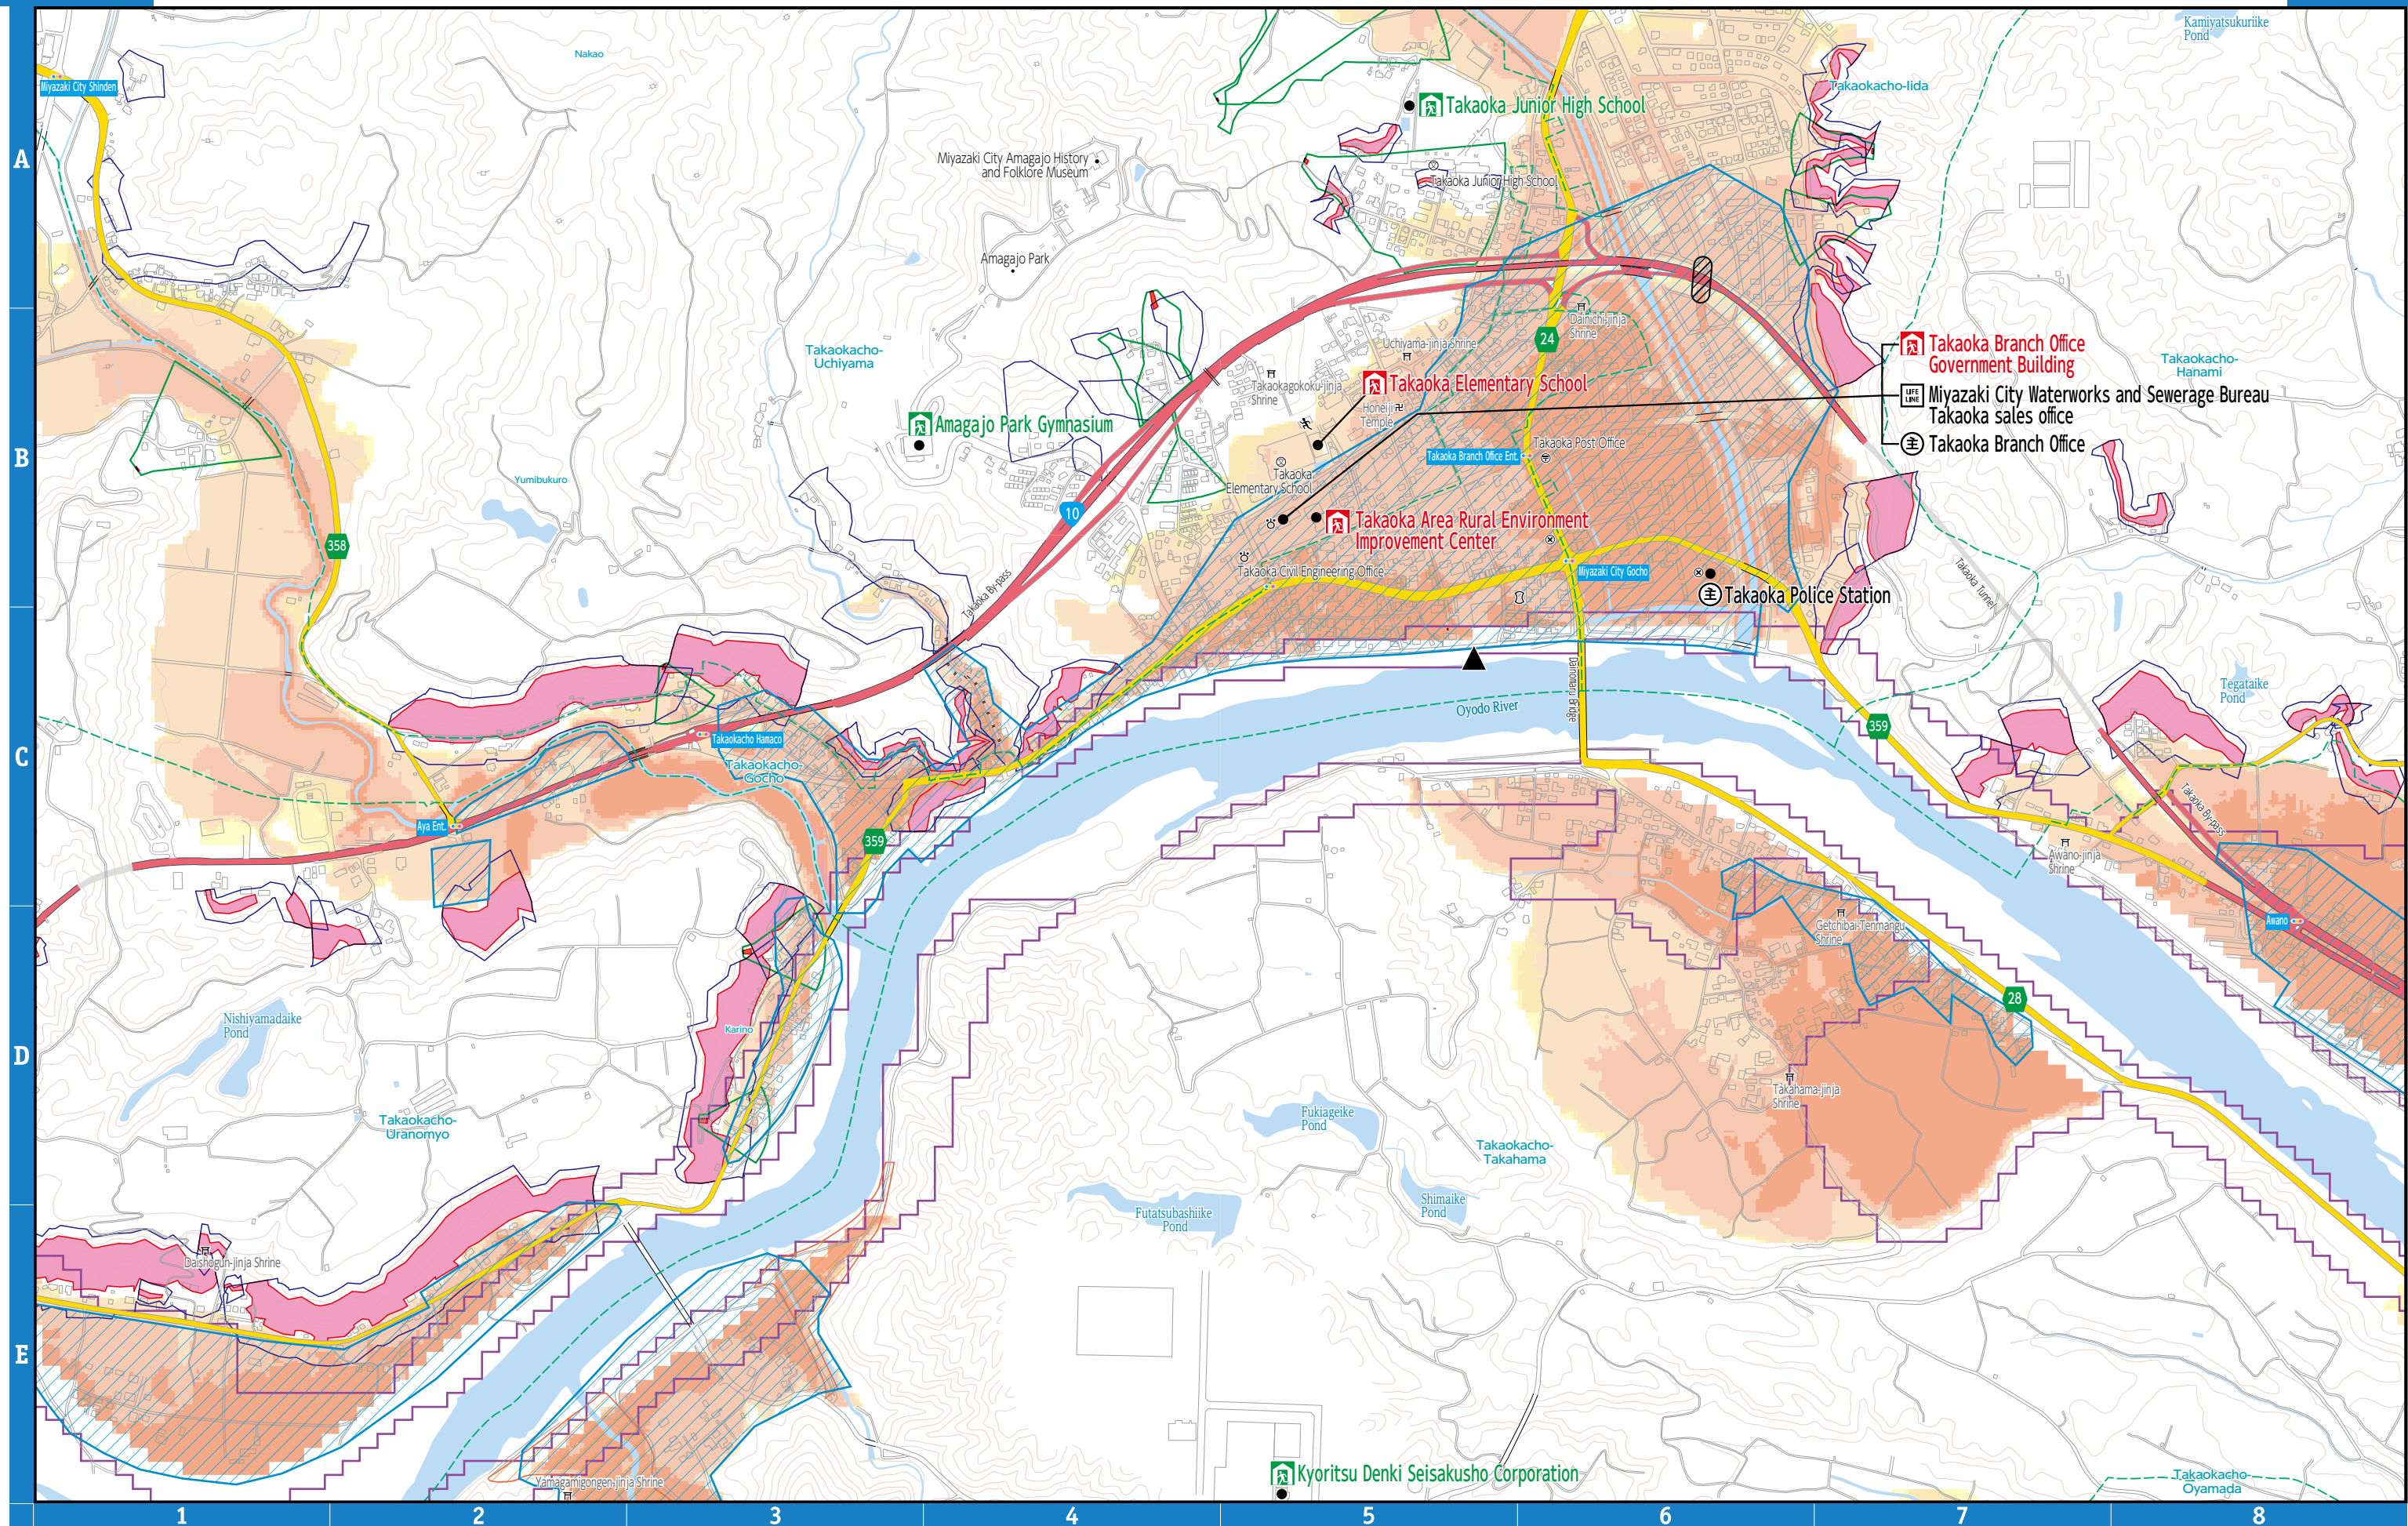 Nakao
Kamiyatsukuriike
Pond
Miyazaki City Shinden
Takaokacho-Iida
Takaoka Junior High School
A
Miyazaki City Amagajo History
and Folklore Museum
Takaoka Junior High School
Amagajo Park
Dainichi-jinja
Shrine
24
Uchiyama-Jinja Shrine
Takaokacho-
Uchiyama
Takaoka Branch Office
Government Building
Takaokacho-
Hanami
Takaokagokoku-jinja
Shrine
Takaoka Elementary School
LIFE
LINE
Miyazaki City Waterworks and Sewerage Bureau
Takaoka sales office
Honeiji
Temple
Amagajo Park Gymnasium
Takaoka Branch Office
Takaoka Post Office
Takaoka Branch Office Ent.
B
Yumibukuro
Takaoka
Elementary School
10
Takaoka Area Rural Environment
Improvement Center
358
Takaoka Civil Engineering Office
Miyazaki City Gocho
Takaoka By-pass
Takaoka Tunnel
主
Takaoka Police Station
Dainomaru Bridge
Tegataike
Pond
Oyodo River
359
Takaokacho Hamaco
C
Takaokacho-
Gocho
Takaoka By-pass
Aya Ent.
359
Awano-jinja
Shrine
Getchibai-Tenmangu
Shrine
Awano
28
Nishiyamadaike
Pond
Karino
D
Takahama-jinja
Shrine
Takaokacho-
Uranomyo
Fukiageike
Pond
Takaokacho-
Takahama
Shimaike
Pond
Futatsubashiike
Pond
Daishogun-jinja Shrine
E
Kyoritsu Denki Seisakusho Corporation
Yamagamigongen-jinja Shrine
Takaokacho-
Oyamada
1 2 3 4 5 6 7 8